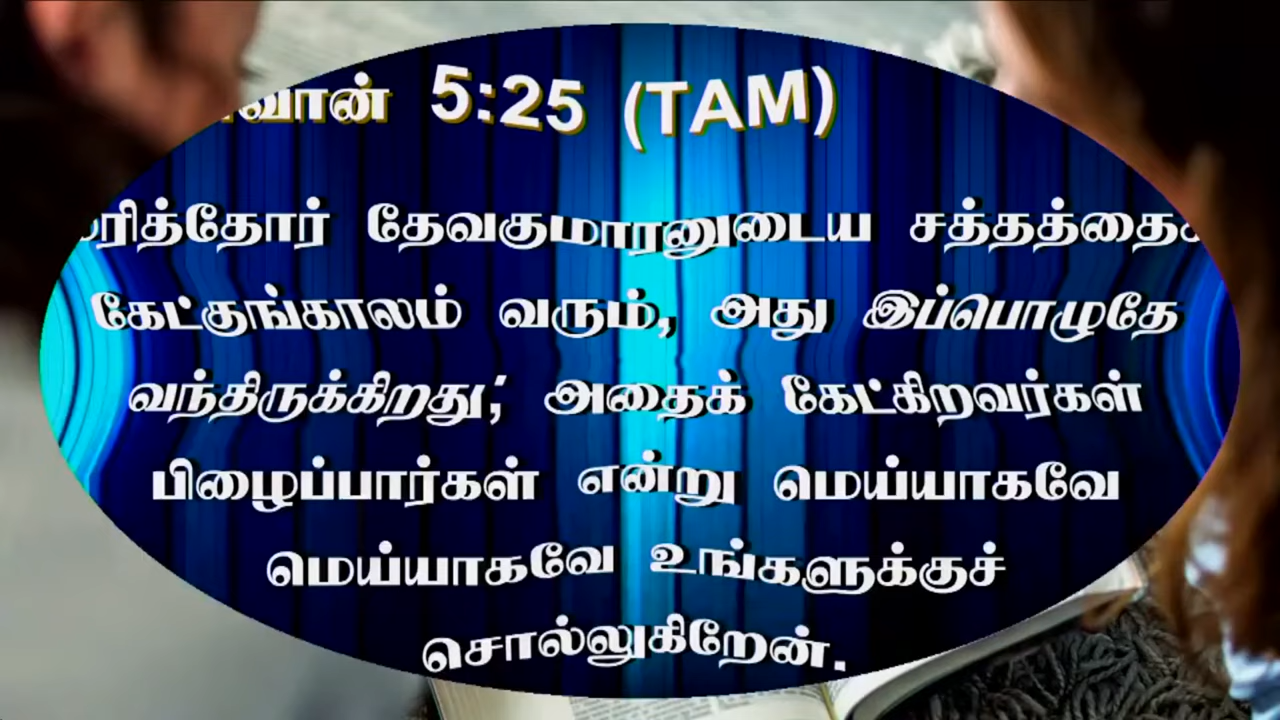 வான் 5:25 (TAM)
மரித்தோர் தேவகுமாரனுடைய சத்தத்தைக்
கேட்குங்காலம் வரும், அது இப்பொழுதே
வந்திருக்கிறது; அதைக் கேட்கிறவர்கள்
பிழைப்பார்கள் என்று மெய்யாகவே
மெய்யாகவே உங்களுக்குச்
சொல்லுகிறேன்.